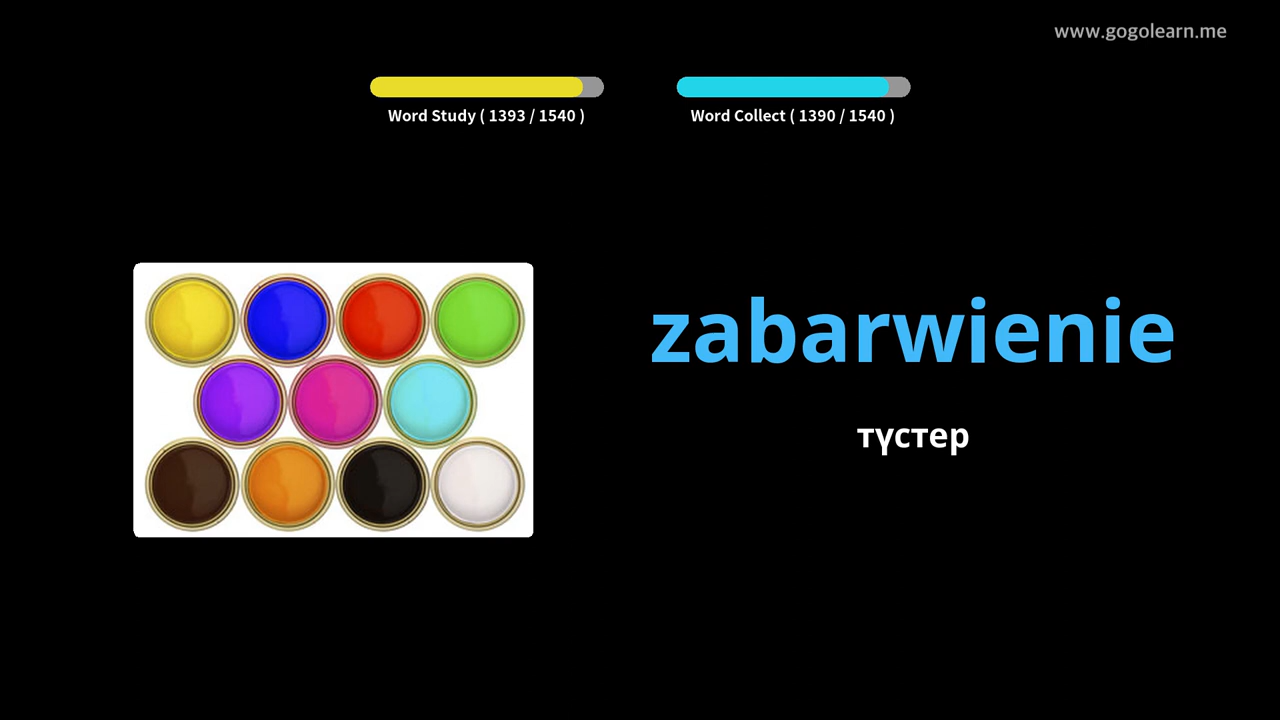 www.gogolearn.me
Word Study ( 1393 / 1540 )
Word Collect ( 1390 / 1540 )
zabarwienie
түстер